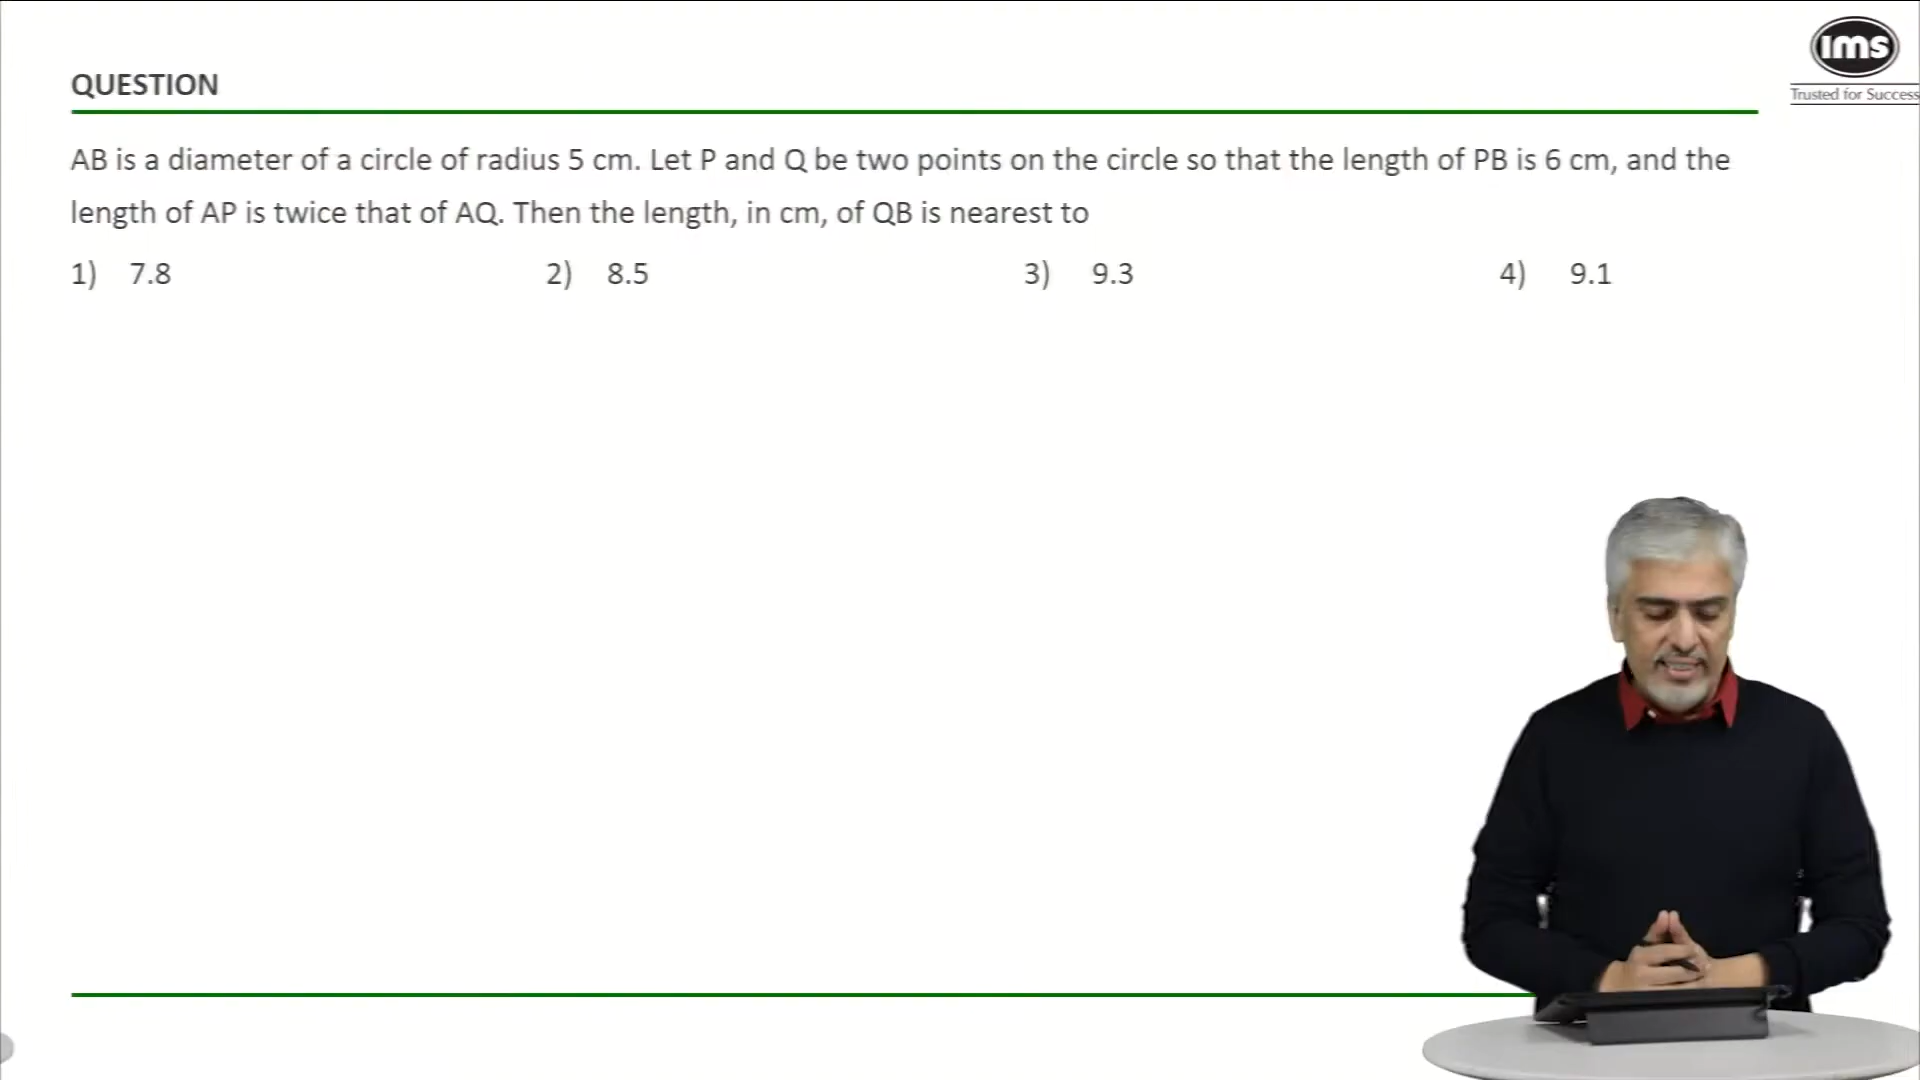 ims
Trusted for Success
QUESTION
AB is a diameter of a circle of radius 5 cm. Let P and Q be two points on the circle so that the length of PB is 6 cm, and the
length of AP is twice that of AQ. Then the length, in cm, of QB is nearest to
1) 7.8 2) 8.5 3) 9.3 4) 9.1